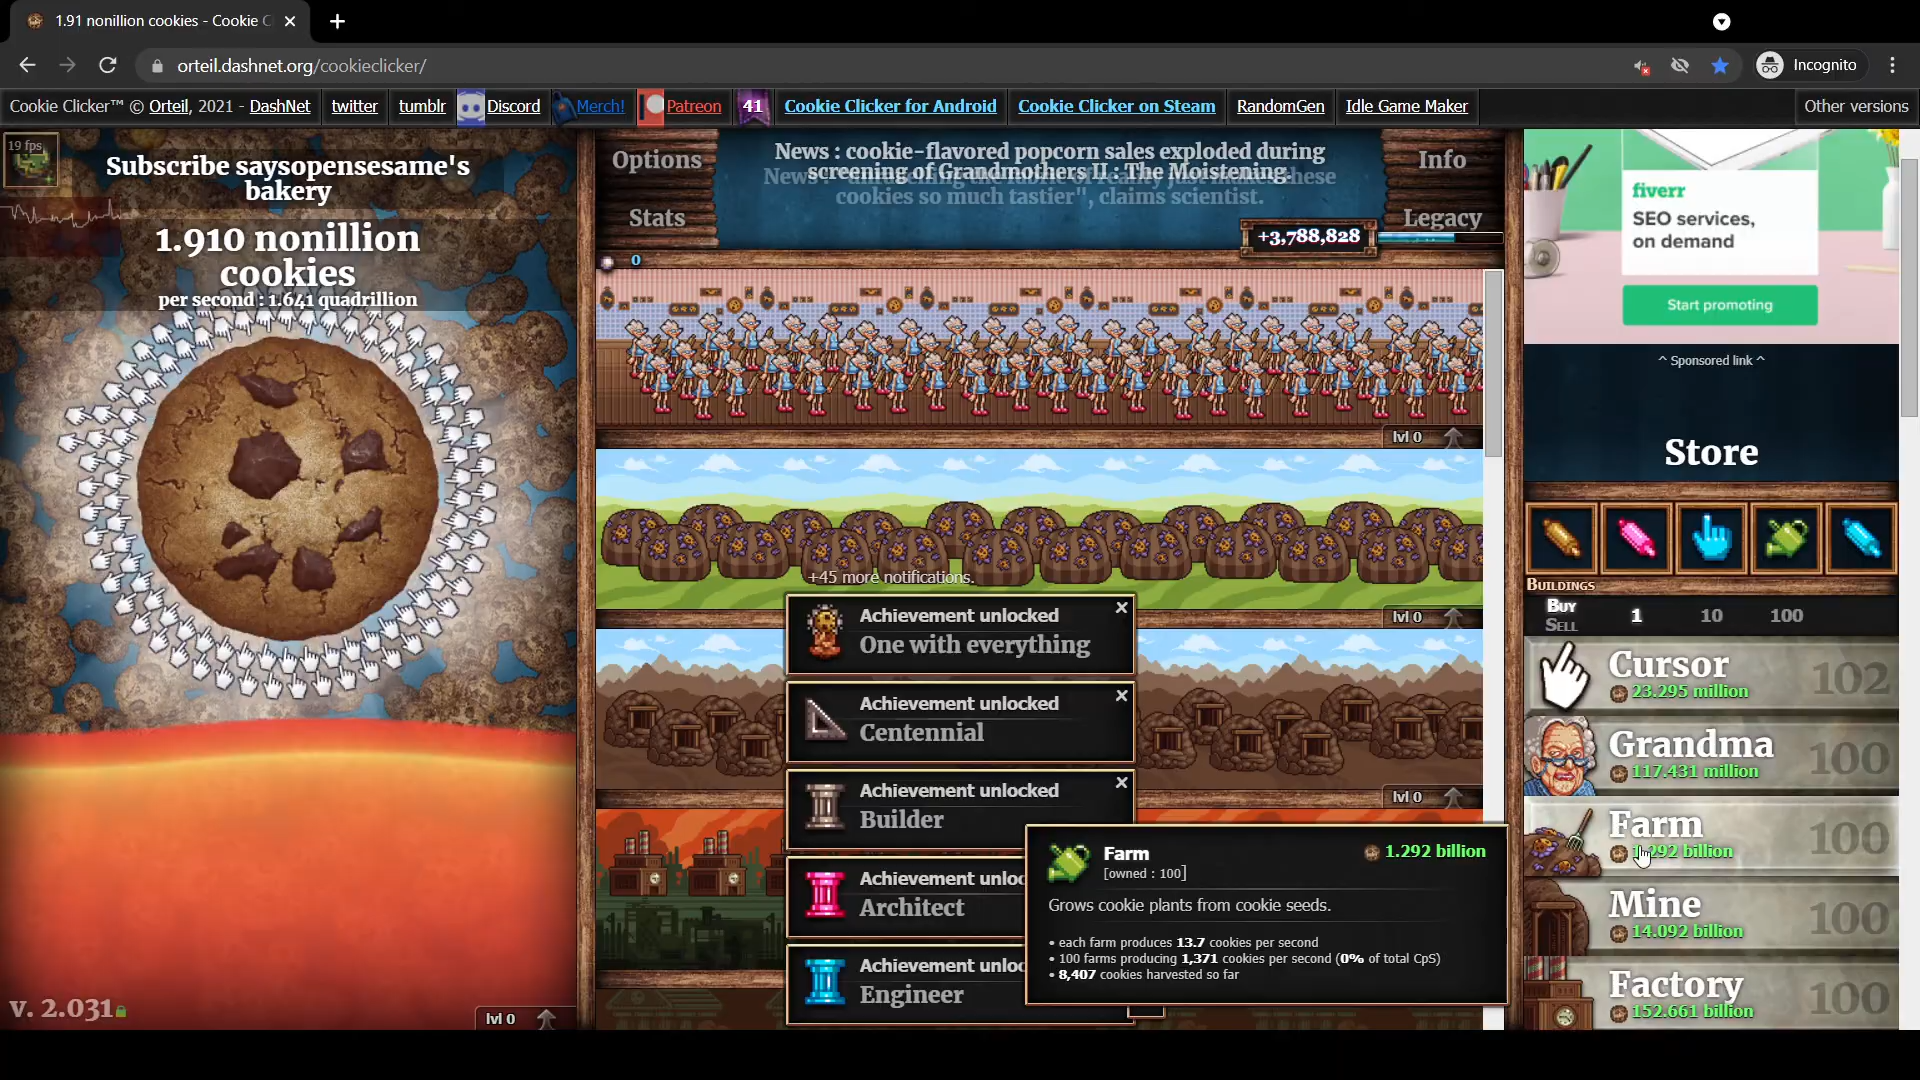 1.91 nonillion cookies - Cookie C
orteil.dashnet.org/cookieclicker/
Incognito
Cookie Clicker™ © Orteil, 2021 - DashNet
twitter
tumblr
Discord
Merch!
Patreon
41
Cookie Clicker for Android
Cookie Clicker on Steam
RandomGen
Idle Game Maker
Other versions
19 fps
Subscribe saysopensesame's
bakery
1.910 nonillion
cookies
per second : 1.641 quadrillion
v. 2.031
lvl 0
Options
Stats
News : cookie-flavored popcorn sales exploded during
screening of Grandmothers II : The Moistening.
cookies so much tastier", claims scientist.
Info
Legacy
+3,788,828
0
lvl 0
lvl 0
lvl 0
+45 more notifications.
Achievement unlocked
One with everything
Achievement unlocked
Centennial
Achievement unlocked
Builder
Achievement unloc
Architect
Achievement unloc
Engineer
Farm
1.292 billion
[owned : 100]
Grows cookie plants from cookie seeds.
• each farm produces 13.7 cookies per second
• 100 farms producing 1,371 cookies per second (0% of total CpS)
• 8,407 cookies harvested so far
fiverr
SEO services,
on demand
Start promoting
^ Sponsored link ^
Store
Buildings
Buy
Sell
1
10
100
Cursor
23.295 million
102
Grandma
117.431 million
100
Farm
1.292 billion
100
Mine
14.092 billion
100
Factory
152.661 billion
100